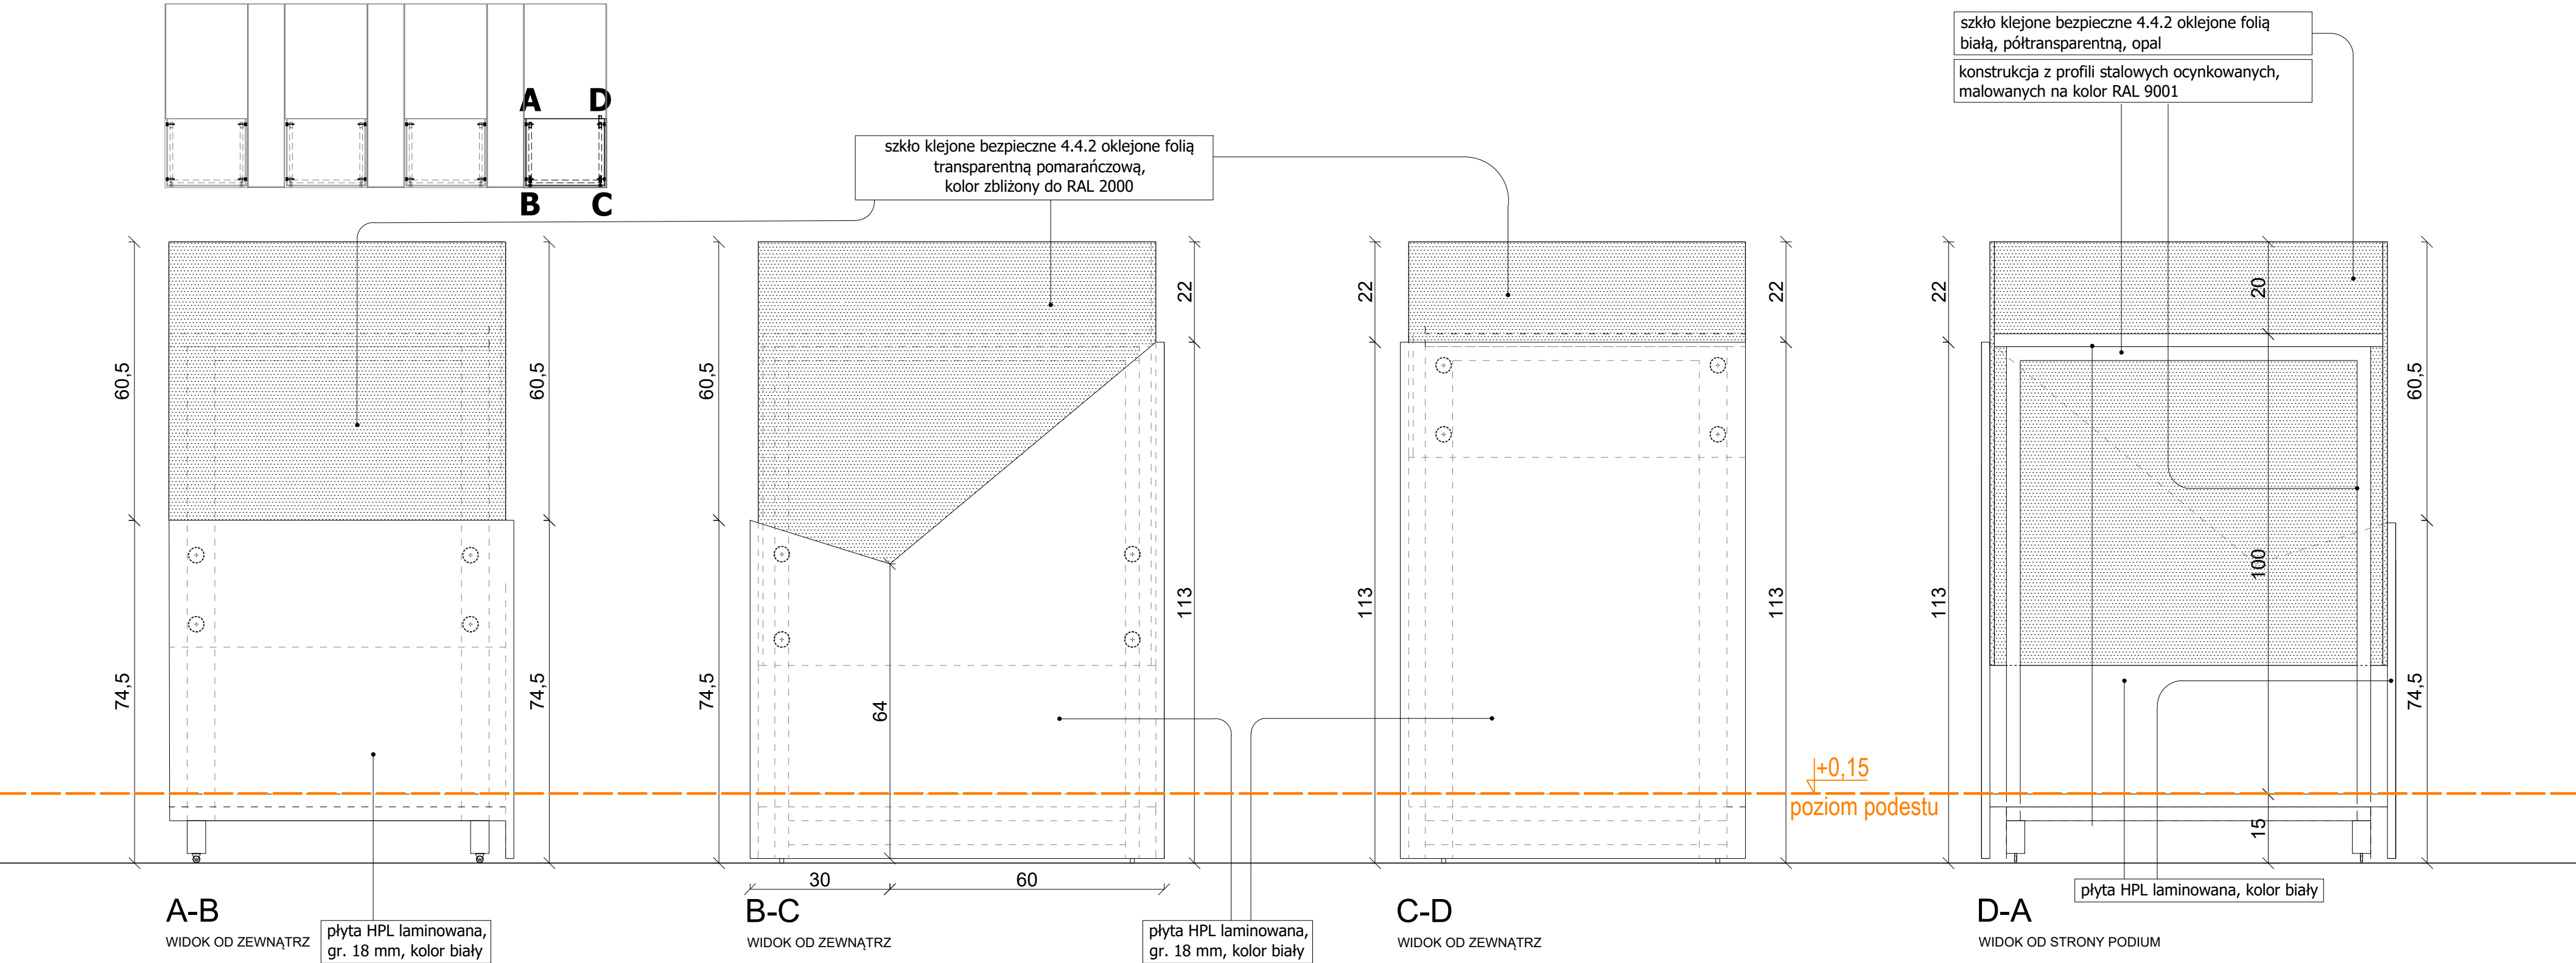 A
D
B
C
szkło klejone bezpieczne 4.4.2 oklejone folią
transparentną pomarańczową,
kolor zbliżony do RAL 2000
szkło klejone bezpieczne 4.4.2 oklejone folią
białą, półtransparentną, opal
konstrukcja z profili stalowych ocynkowanych,
malowanych na kolor RAL 9001
60,5
74,5
60,5
74,5
60,5
74,5
64
30
60
22
113
22
113
22
113
22
113
20
100
15
60,5
74,5
+0,15
poziom podestu
A-B
WIDOK OD ZEWNĄTRZ
płyta HPL laminowana,
gr. 18 mm, kolor biały
B-C
WIDOK OD ZEWNĄTRZ
płyta HPL laminowana,
gr. 18 mm, kolor biały
C-D
WIDOK OD ZEWNĄTRZ
płyta HPL laminowana, kolor biały
D-A
WIDOK OD STRONY PODIUM